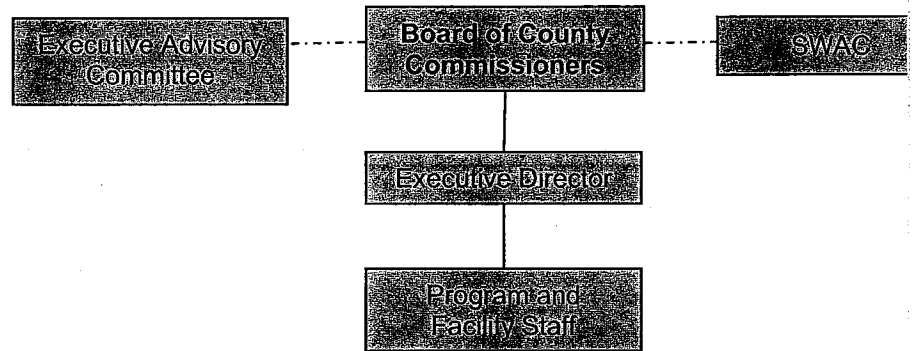 Executive Advisory
Committee
Board of County
Commissioners
SWAC
Executive Director
Program and
Facility Staff